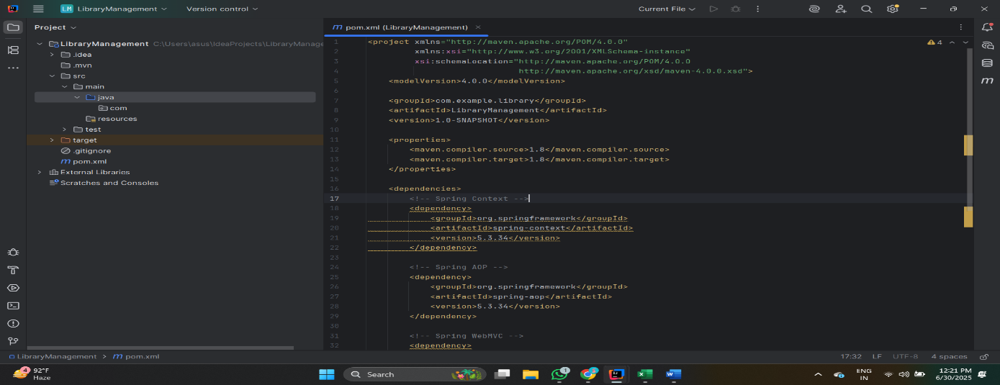 LM LibraryManagement Version control Current File
Project
pom.xml (LibraryManagement)
LibraryManagement C:\Users\asus\IdeaProjects\LibraryManage
.idea
.mvn
src
main
java
com
resources
test
target
.gitignore
pom.xml
External Libraries
Scratches and Consoles
4
1 <project xmlns="http://maven.apache.org/POM/4.0.0"
2 xmlns:xsi="http://www.w3.org/2001/XMLSchema-instance"
3 xsi:schemaLocation="http://maven.apache.org/POM/4.0.0
4 http://maven.apache.org/xsd/maven-4.0.0.xsd">
5 <modelVersion>4.0.0</modelVersion>
6
7 <groupId>com.example.library</groupId>
8 <artifactId>LibraryManagement</artifactId>
9 <version>1.0-SNAPSHOT</version>
10
11 <properties>
12 <maven.compiler.source>1.8</maven.compiler.source>
13 <maven.compiler.target>1.8</maven.compiler.target>
14 </properties>
15
16 <dependencies>
17 <!-- Spring Context -->
18 <dependency>
19 <groupId>org.springframework</groupId>
20 <artifactId>spring-context</artifactId>
21 <version>5.3.34</version>
22 </dependency>
23
24 <!-- Spring AOP -->
25 <dependency>
26 <groupId>org.springframework</groupId>
27 <artifactId>spring-aop</artifactId>
28 <version>5.3.34</version>
29 </dependency>
30
31 <!-- Spring WebMVC -->
32 <dependency>
LibraryManagement > pom.xml 17:32 LF UTF-8 4 spaces
4 92°F
Haze
Search
1
2
ENG
IN
12:21 PM
6/30/2025